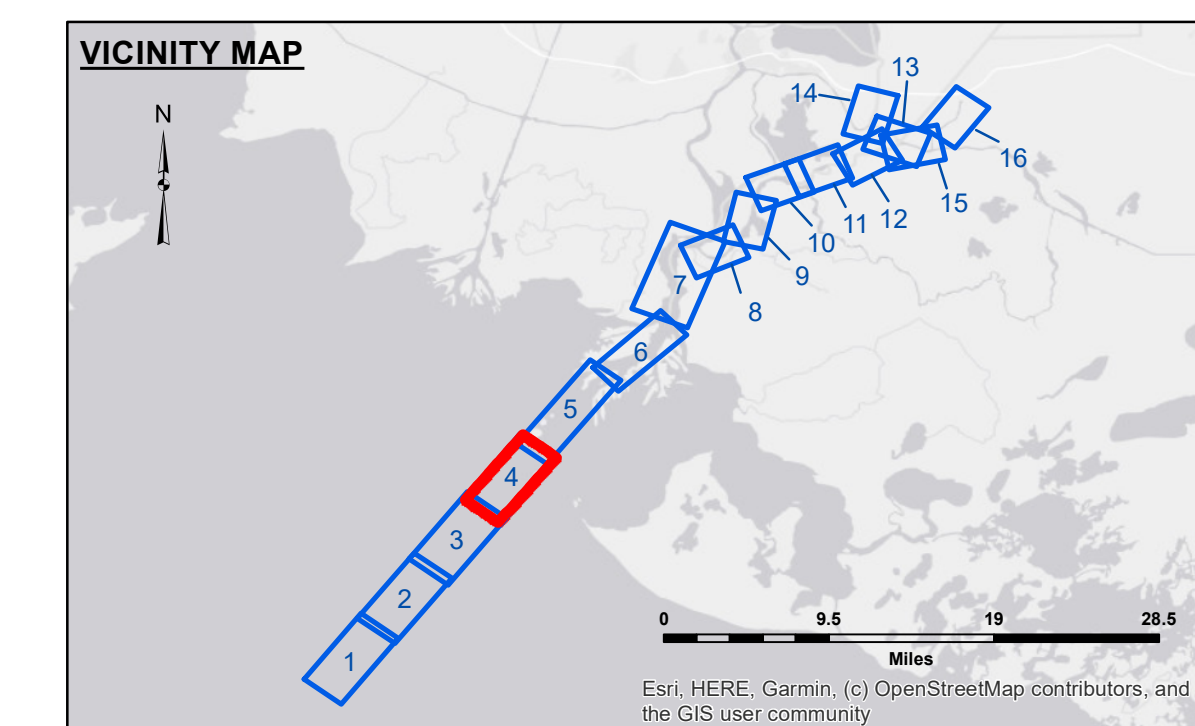 VICINITY MAP
N
13
14
16
15
12
11
10
9
8
7
6
5
4
3
2
1
0 9.5 19 28.5
Miles
Esri, HERE, Garmin, (c) OpenStreetMap contributors, and
the GIS user community